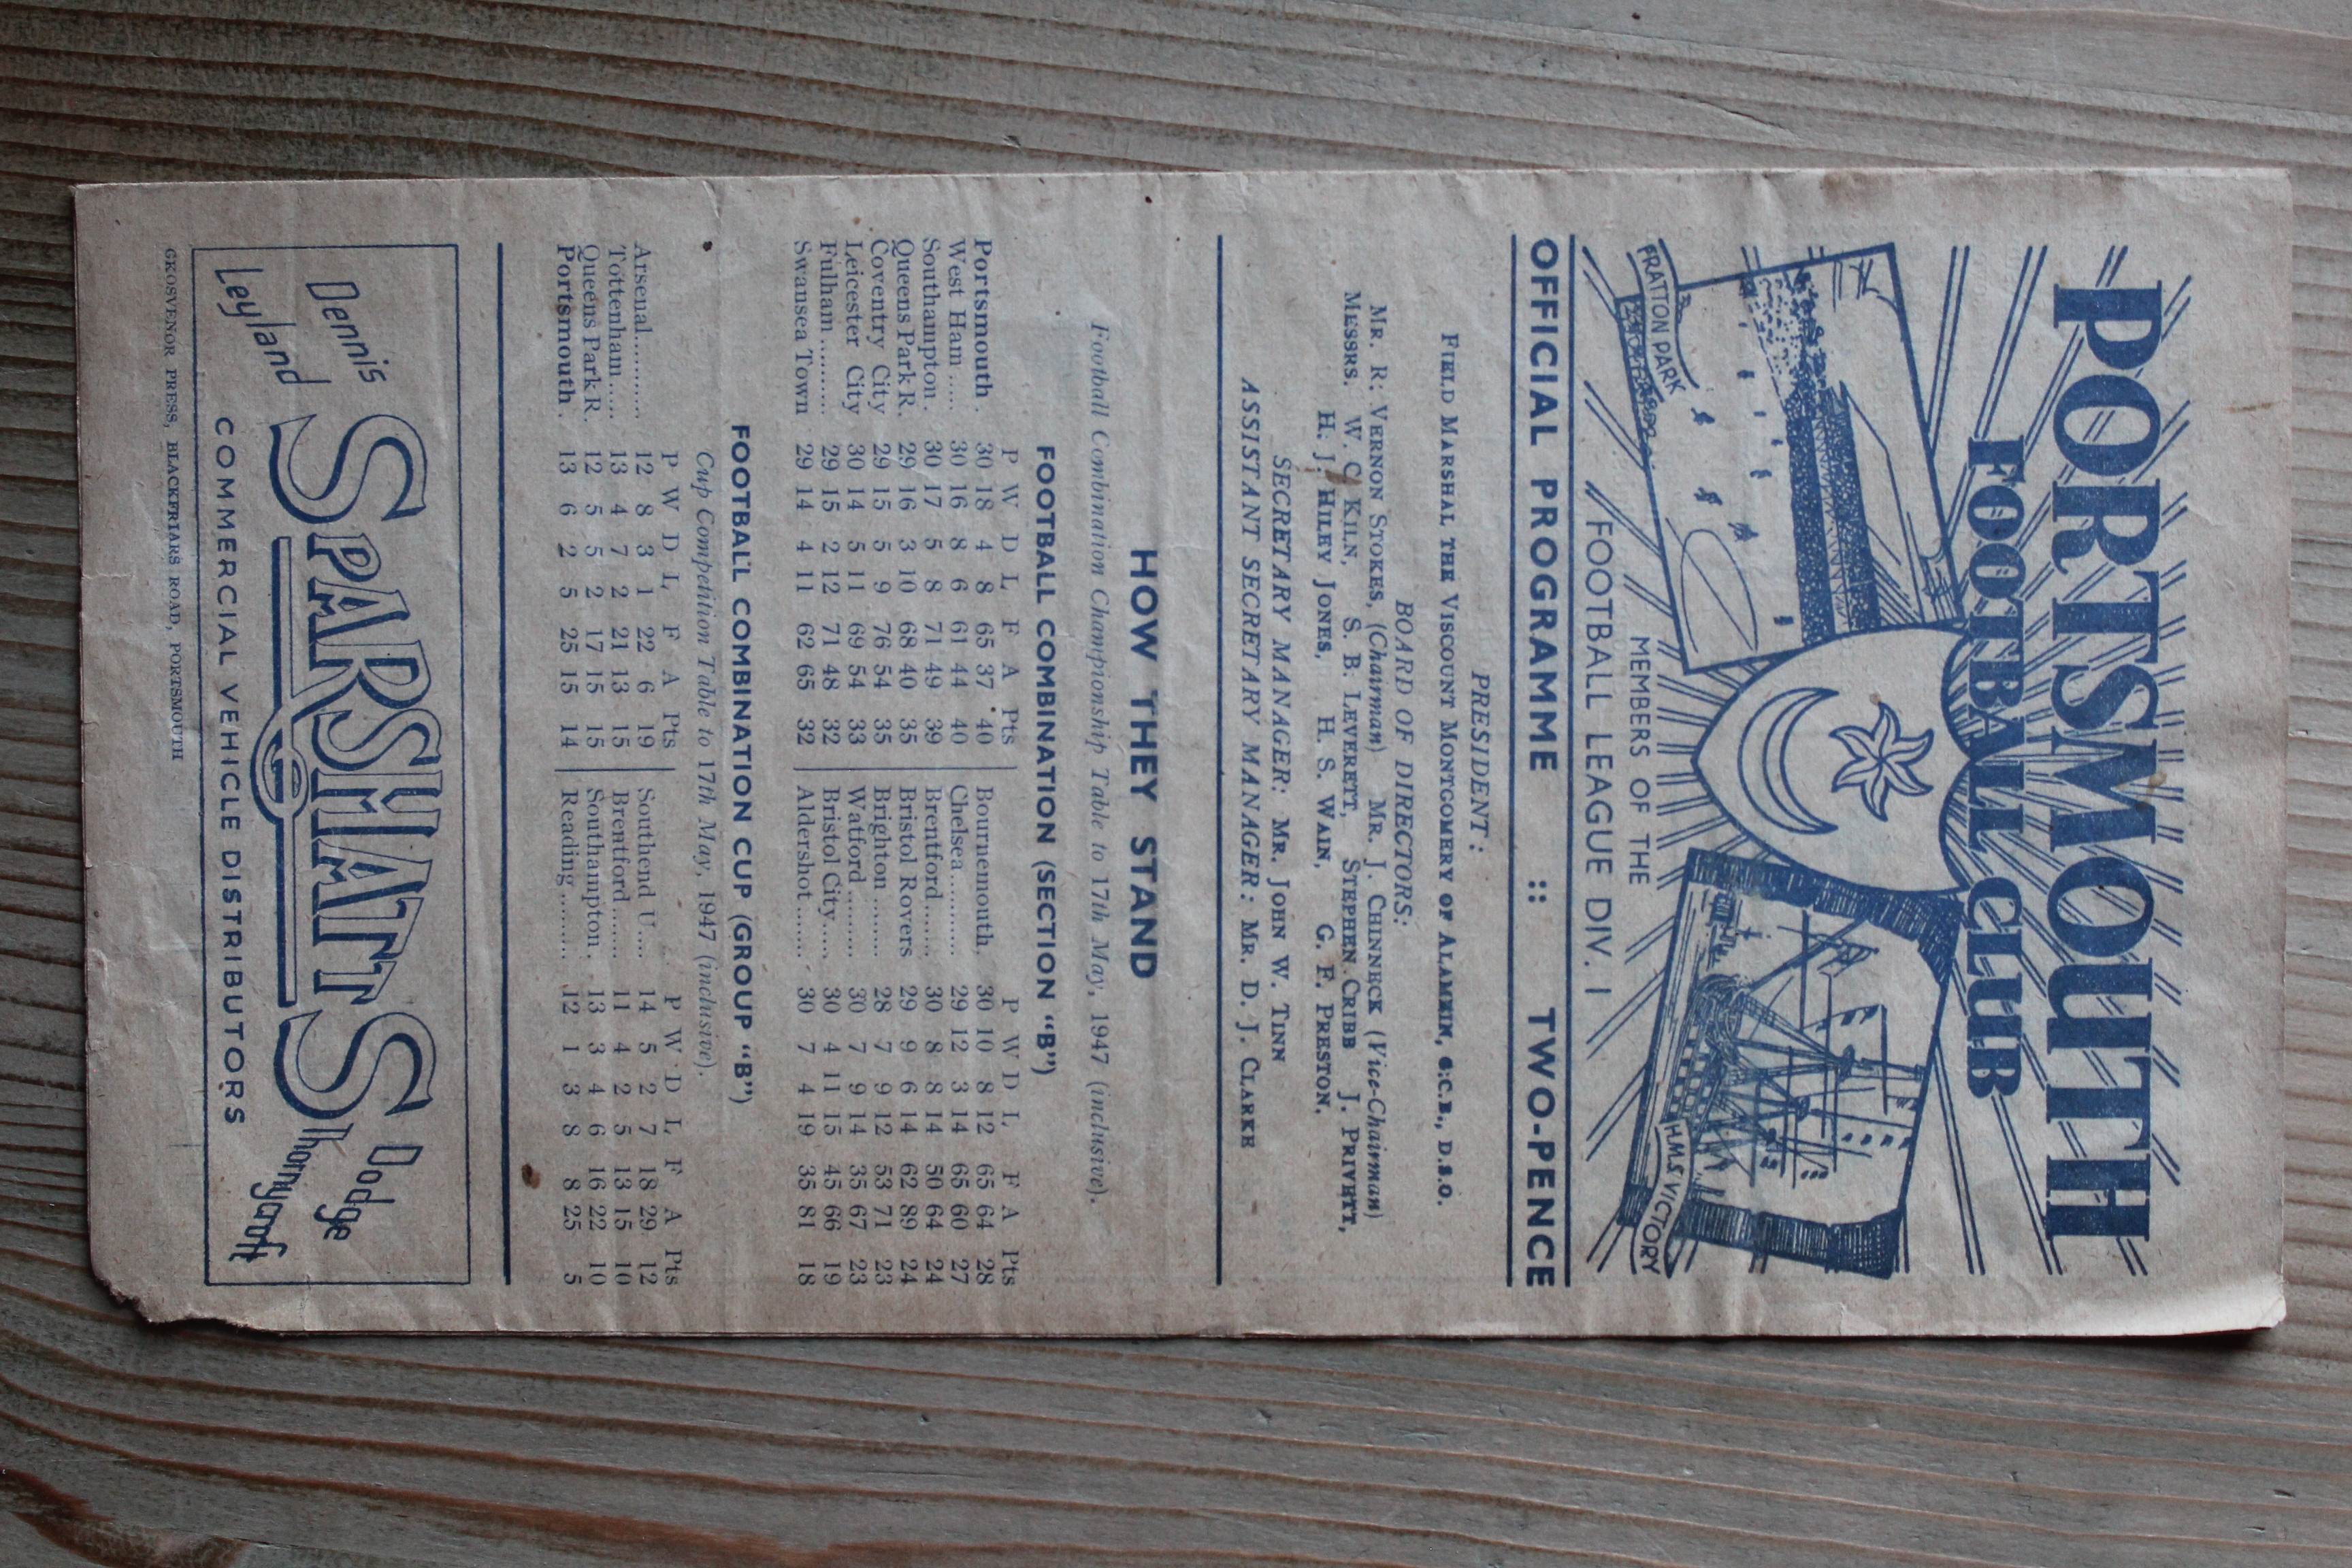 PORTSMOUTH
FOOTBALL CLUB
FRATTON PARK
H.M.S. VICTORY
MEMBERS OF THE
FOOTBALL LEAGUE DIV. I
OFFICIAL PROGRAMME :: TWO-PENCE
PRESIDENT:
FIELD MARSHAL THE VISCOUNT MONTGOMERY OF ALAMEIN, G.C.B., D.S.O.
BOARD OF DIRECTORS:
MR. R. VERNON STOKES, (Chairman) MR. J. CHINNECK (Vice-Chairman)
MESSRS. W. C. KILN, S. B. LEVERETT, STEPHEN CRIBB J. PRIVETT,
H. J. HILEY JONES, H. S. WAIN, G. F. PRESTON.
SECRETARY MANAGER: MR. JOHN W. TINN
ASSISTANT SECRETARY MANAGER: MR. D. J. CLARKE
HOW THEY STAND
Football Combination Championship Table to 17th May, 1947 (inclusive).
FOOTBALL COMBINATION (SECTION "B")
P W D L F A Pts P W D L F A Pts
Portsmouth . 30 18 4 8 65 37 40 Bournemouth. 30 10 8 12 65 64 28
West Ham ..... 30 16 8 6 61 44 40 Chelsea........... 29 12 3 14 65 60 27
Southampton . 30 17 5 8 71 49 39 Brentford ....... 30 8 8 14 50 64 24
Queens Park R. 29 16 3 10 68 40 35 Bristol Rovers 29 9 6 14 62 89 24
Coventry City 29 15 5 9 76 54 35 Brighton ........ 28 7 9 12 53 71 23
Leicester City 30 14 5 11 69 54 33 Watford .......... 30 7 9 14 35 67 23
Fulham .......... 29 15 2 12 71 48 32 Bristol City..... 30 4 11 15 45 66 19
Swansea Town 29 14 4 11 62 65 32 Aldershot ....... 30 7 4 19 35 81 18
FOOTBALL COMBINATION CUP (GROUP "B")
Cup Competition Table to 17th May, 1947 (inclusive).
P W D L F A Pts P W D L F A Pts
Arsenal........... 12 8 3 1 22 6 19 Southend U.... 14 5 2 7 18 29 12
Tottenham...... 13 4 7 2 21 13 15 Brentford....... 11 4 2 5 13 15 10
Queens Park R. 12 5 5 2 17 15 15 Southampton . 13 3 4 6 16 22 10
Portsmouth . 13 6 2 5 25 15 14 Reading ......... 12 1 3 8 8 25 5
Dennis Dodge
Leyland SPARSHATTS Thornycroft
COMMERCIAL VEHICLE DISTRIBUTORS
GROSVENOR PRESS, BLACKFRIARS ROAD, PORTSMOUTH